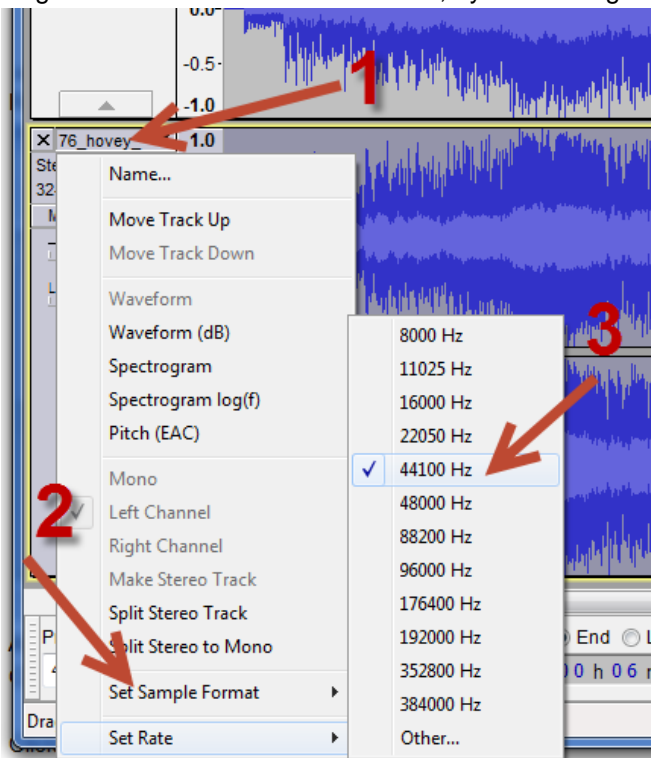 0.0-
-0.5-
-1.0
1
76_hovey_
1.0
Name...
Move Track Up
Move Track Down
Waveform
Waveform (dB)
Spectrogram
Spectrogram log(f)
Pitch (EAC)
Mono
Left Channel
Right Channel
Make Stereo Track
Split Stereo Track
Split Stereo to Mono
Set Sample Format
Set Rate
2
8000 Hz
11025 Hz
16000 Hz
22050 Hz
44100 Hz
48000 Hz
88200 Hz
96000 Hz
176400 Hz
192000 Hz
352800 Hz
384000 Hz
Other...
3
End
0 0 h 0 6